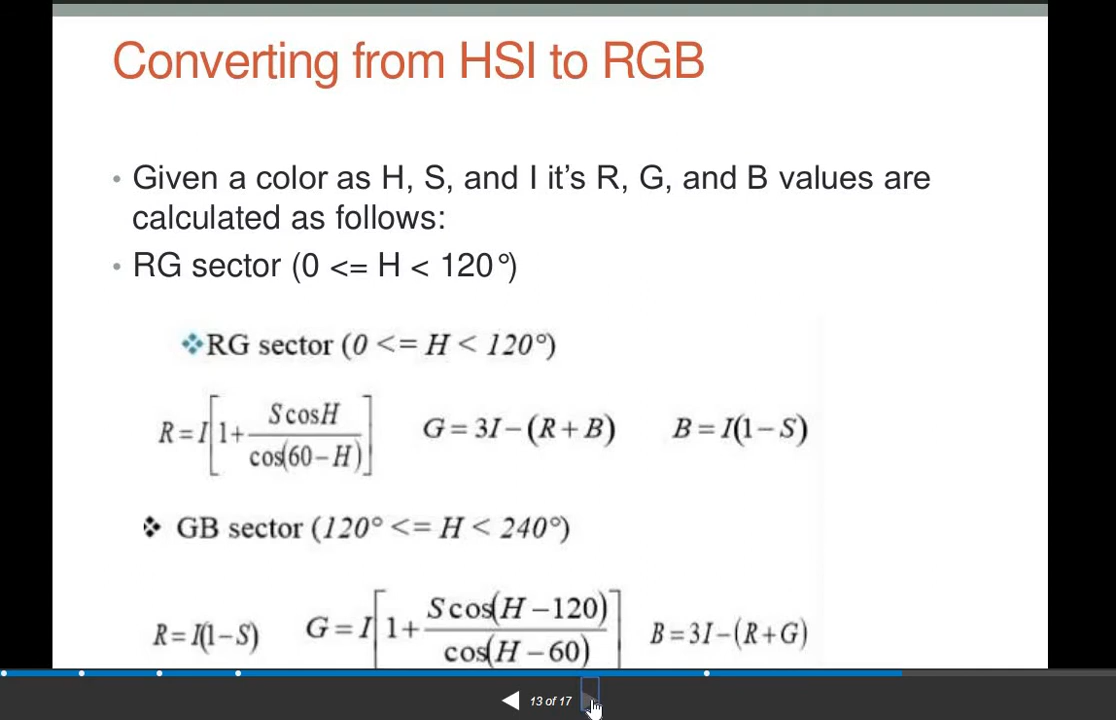 Converting from HSI to RGB
• Given a color as H, S, and I it's R, G, and B values are
calculated as follows:
• RG sector (0 <= H < 120°)
❖RG sector (0 <= H < 120°)
R = I[1 + S cos H / cos(60 − H)] G = 3I − (R + B) B = I(1 − S)
❖ GB sector (120° <= H < 240°)
R = I(1 − S) G = I[1 + S cos(H − 120) / cos(H − 60)] B = 3I − (R + G)
13 of 17